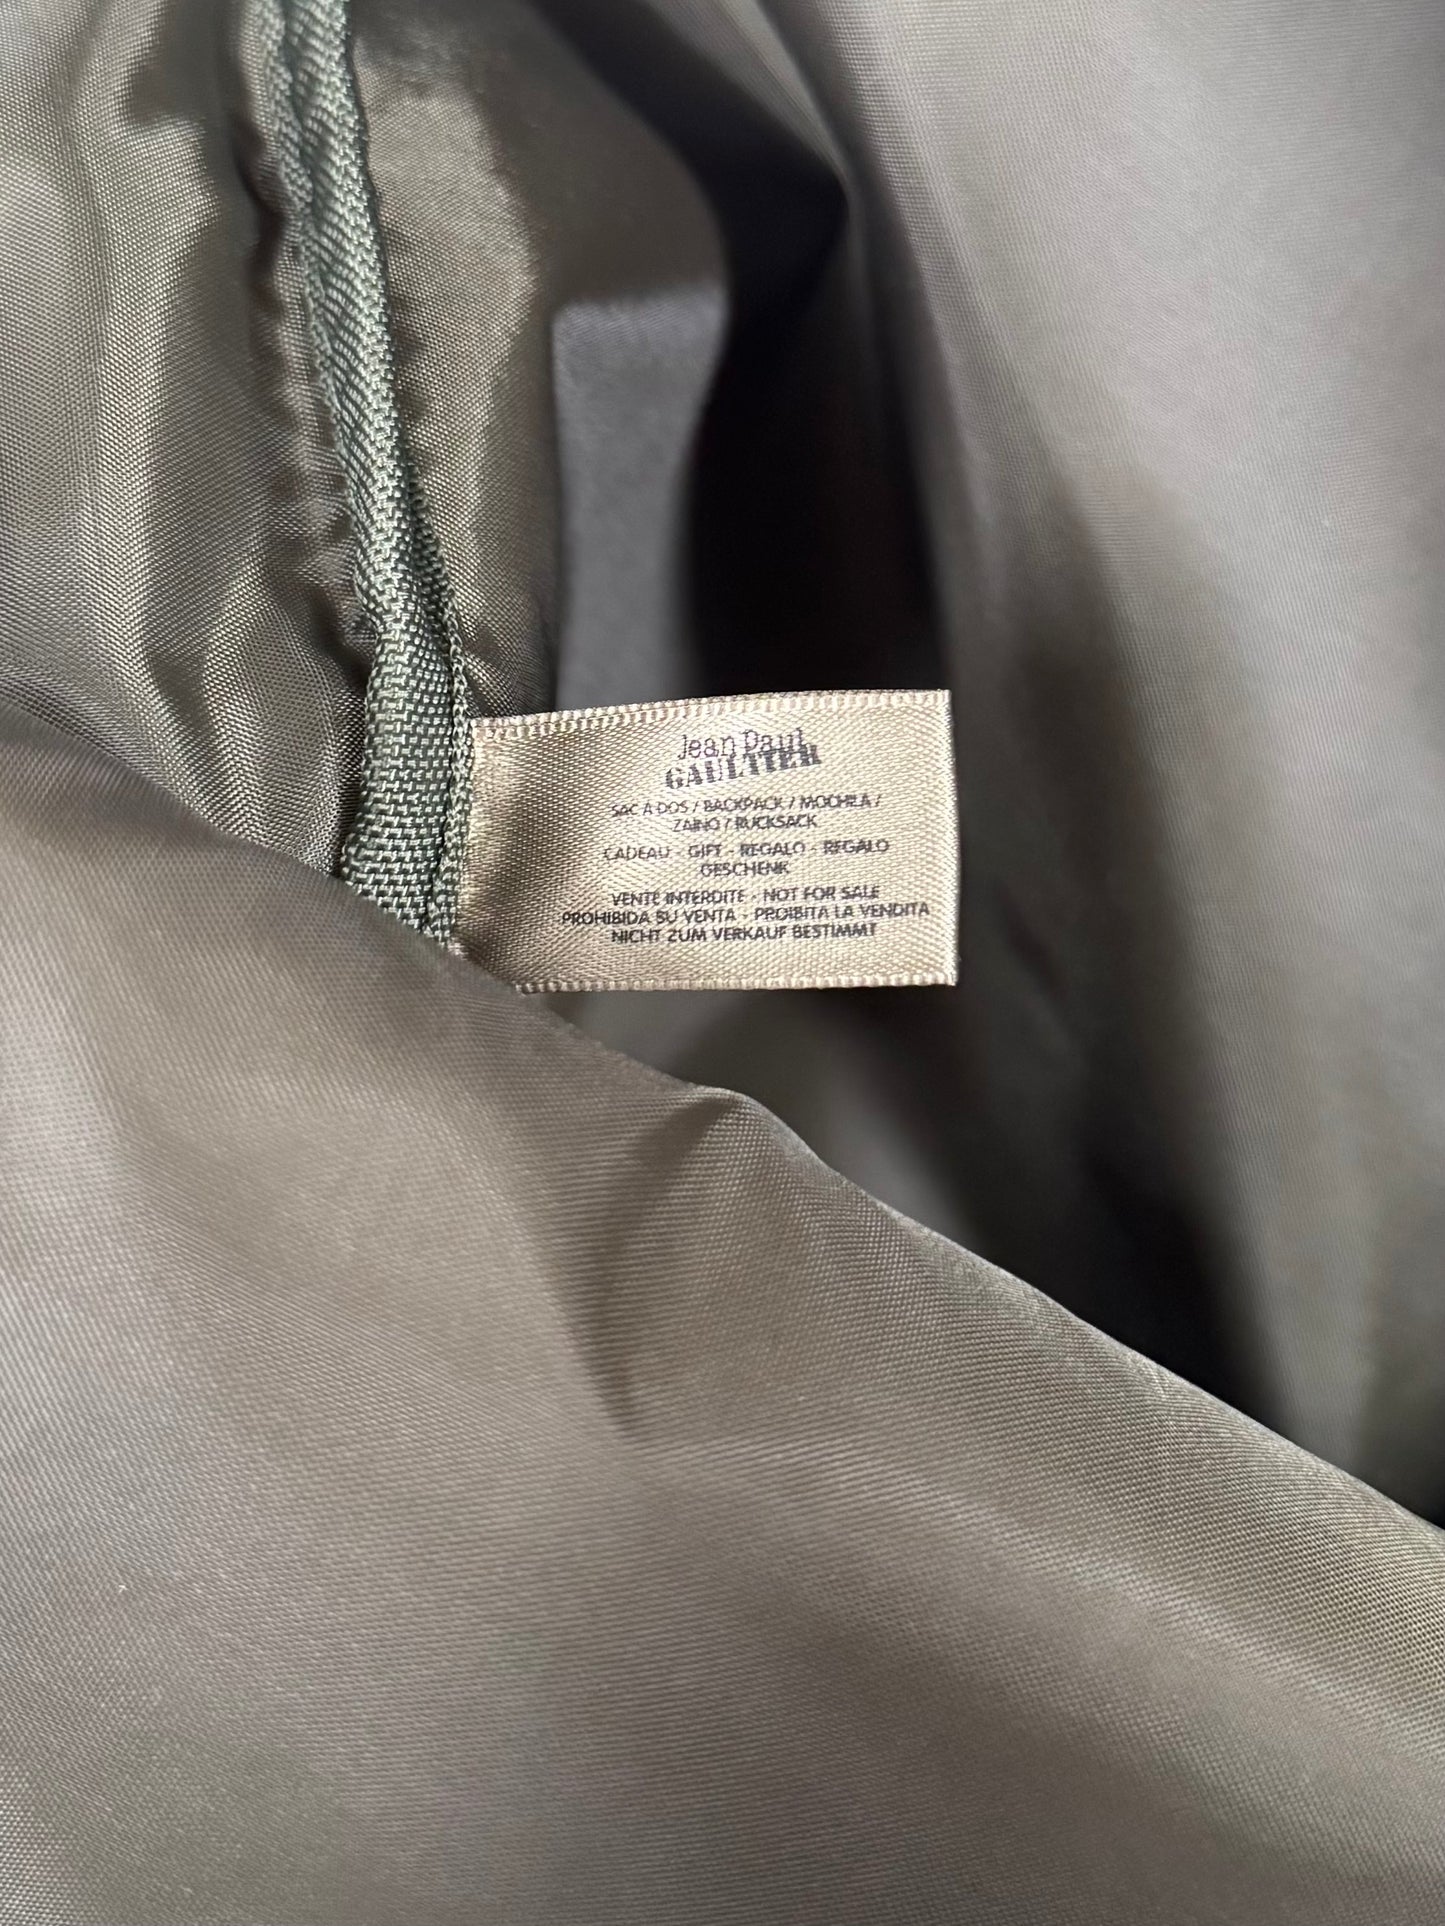 Jean Paul
GAULTIER
SAC À DOS / BACKPACK / MOCHILA /
ZAINO / RUCKSACK
CADEAU - GIFT - REGALO - REGALO
GESCHENK
VENTE INTERDITE - NOT FOR SALE
PROHIBIDA SU VENTA - PROIBITA LA VENDITA
NICHT ZUM VERKAUF BESTIMMT